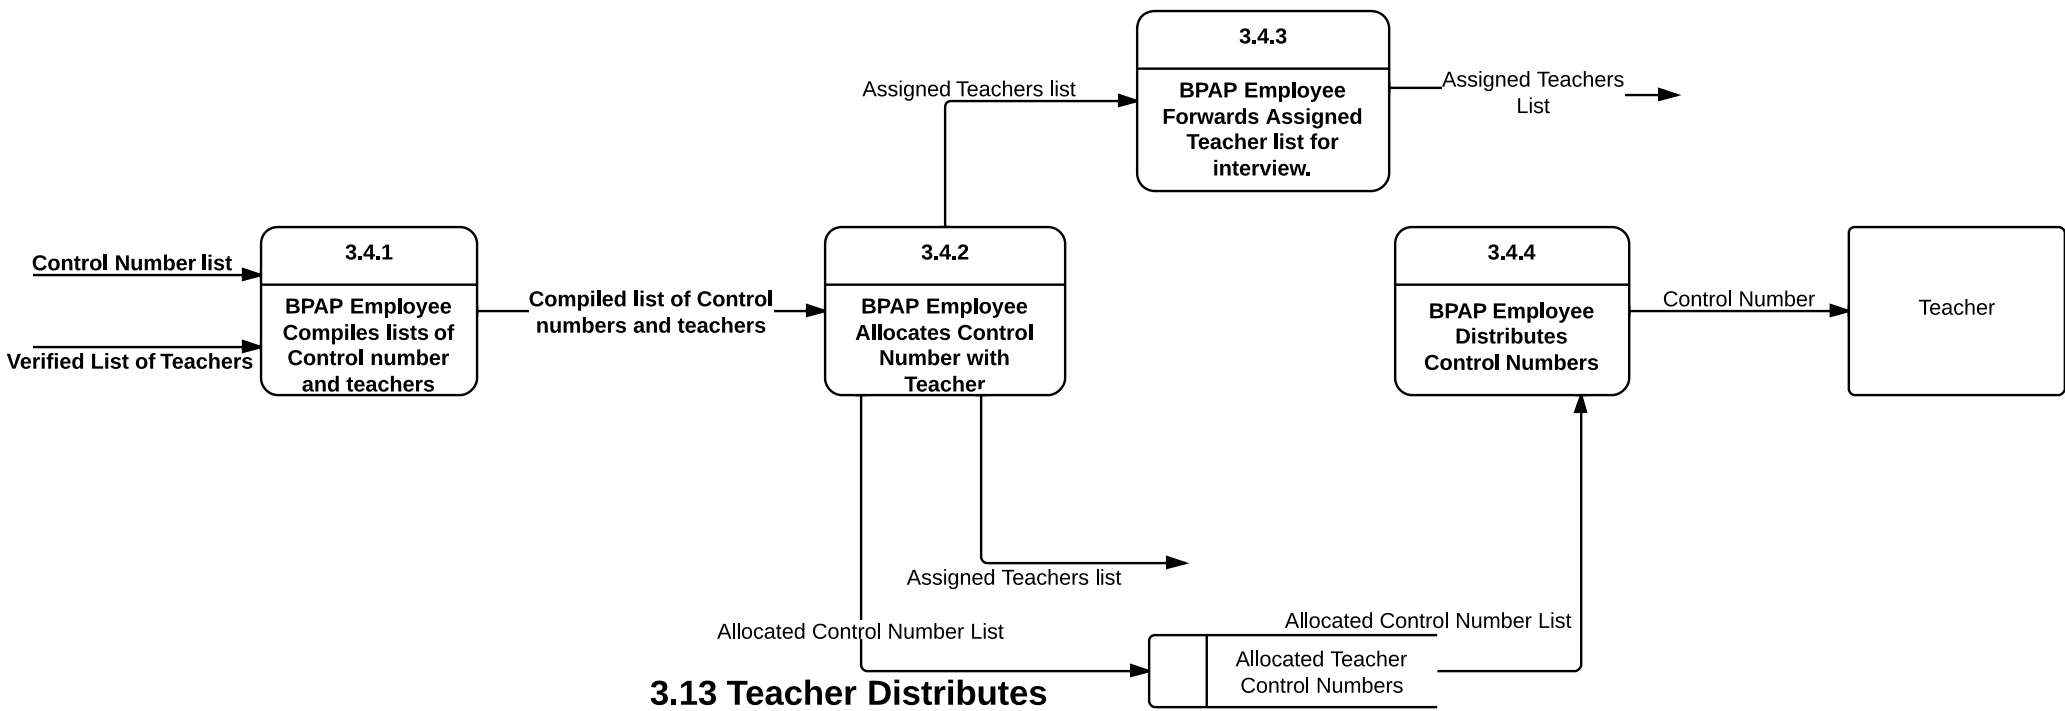 3.4.3
BPAP Employee
Forwards Assigned
Teacher list for
interview.
Assigned Teachers list
Assigned Teachers
List
Control Number list
Verified List of Teachers
3.4.1
BPAP Employee
Compiles lists of
Control number
and teachers
Compiled list of Control
numbers and teachers
3.4.2
BPAP Employee
Allocates Control
Number with
Teacher
3.4.4
BPAP Employee
Distributes
Control Numbers
Control Number
Teacher
Assigned Teachers list
Allocated Control Number List
Allocated Control Number List
Allocated Teacher
Control Numbers
3.13 Teacher Distributes